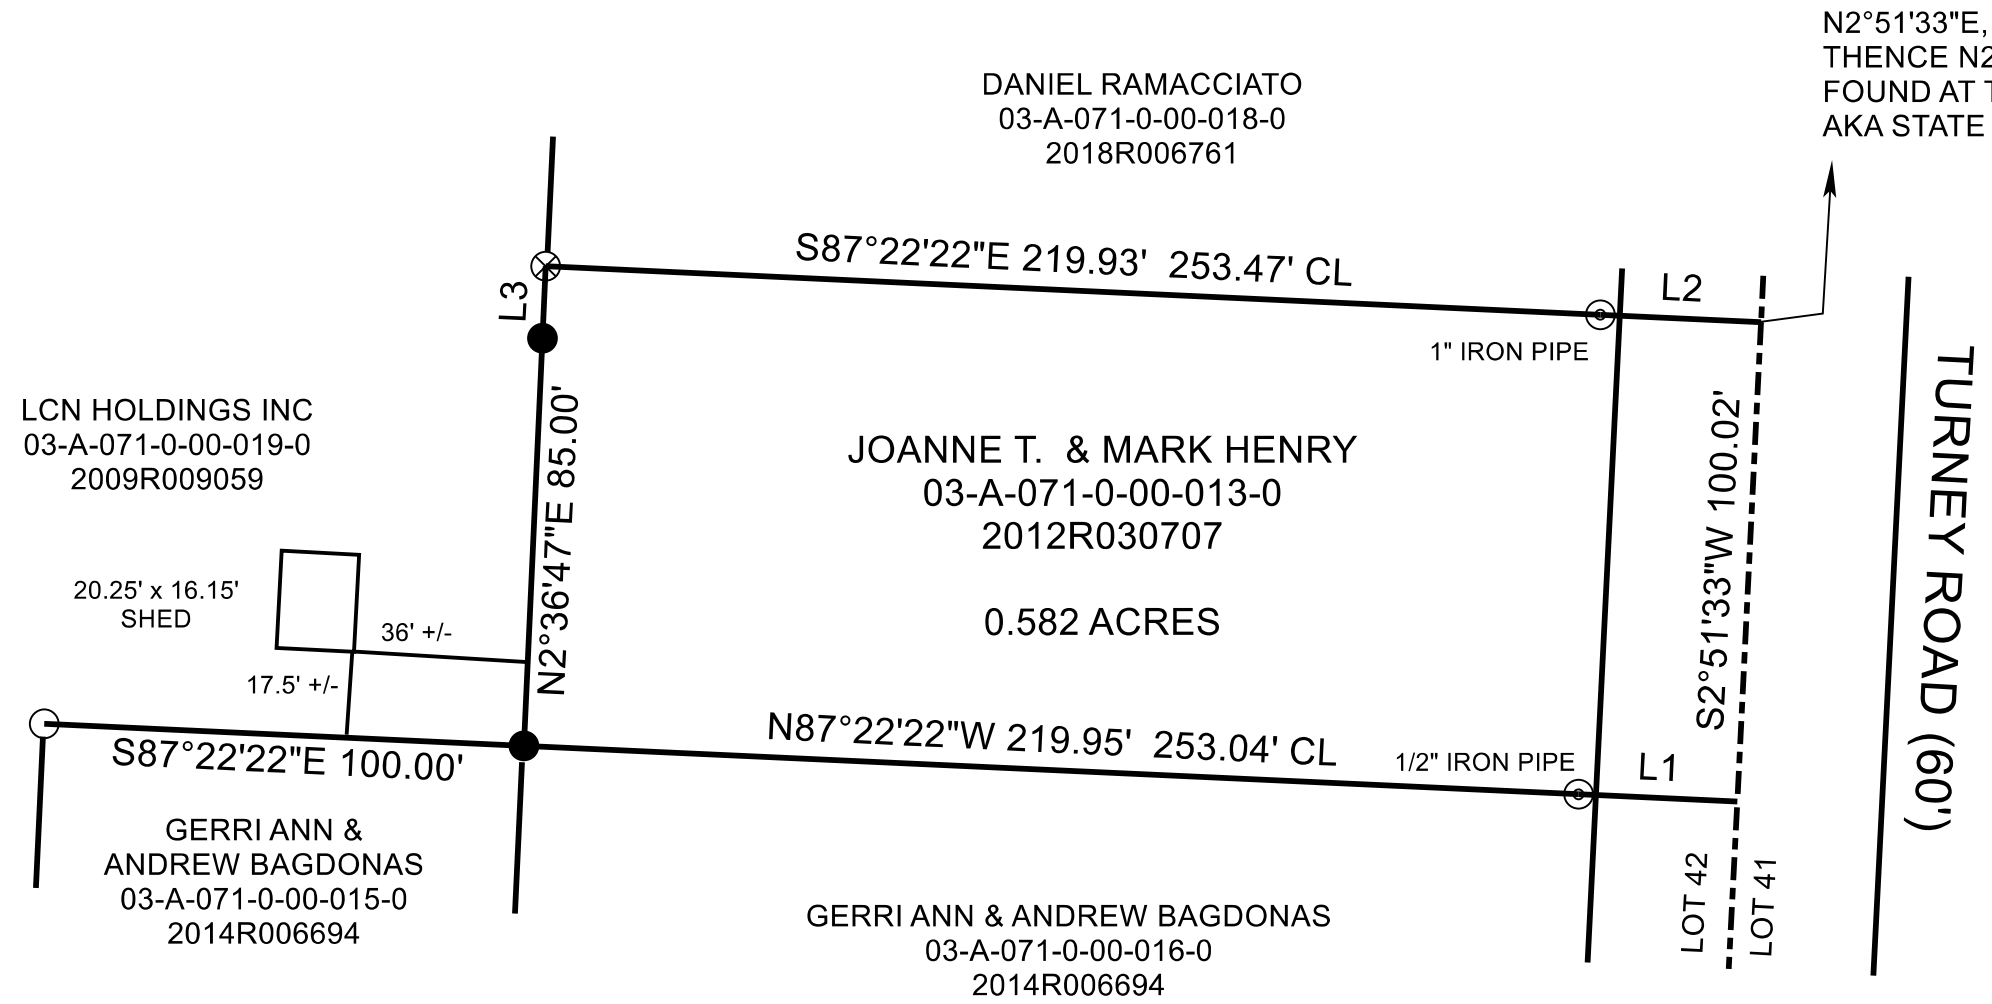 N2°51'33"E,
THENCE N2
FOUND AT T
AKA STATE
DANIEL RAMACCIATO
03-A-071-0-00-018-0
2018R006761
S87°22'22"E 219.93' 253.47' CL
L2
L3
1" IRON PIPE
LCN HOLDINGS INC
03-A-071-0-00-019-0
2009R009059
N2°36'47"E 85.00'
JOANNE T. & MARK HENRY
03-A-071-0-00-013-0
2012R030707
0.582 ACRES
S2°51'33"W 100.02'
TURNEY ROAD (60')
20.25' x 16.15'
SHED
36' +/-
17.5' +/-
S87°22'22"E 100.00'
N87°22'22"W 219.95' 253.04' CL
1/2" IRON PIPE
L1
GERRI ANN &
ANDREW BAGDONAS
03-A-071-0-00-015-0
2014R006694
GERRI ANN & ANDREW BAGDONAS
03-A-071-0-00-016-0
2014R006694
LOT 42
LOT 41